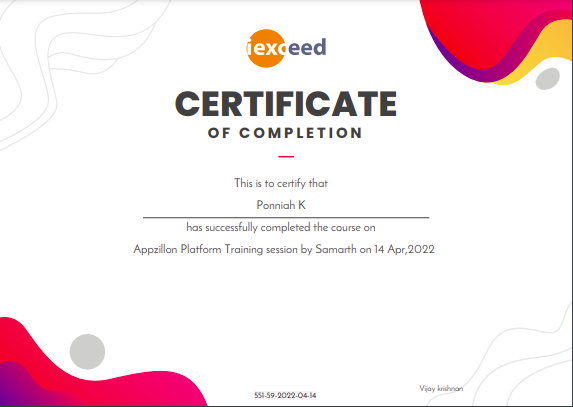 iexceed
CERTIFICATE
OF COMPLETION
This is to certify that
Ponniah K
has successfully completed the course on
Appzillon Platform Training session by Samarth on 14 Apr,2022
551-59-2022-04-14
Vijay krishnan